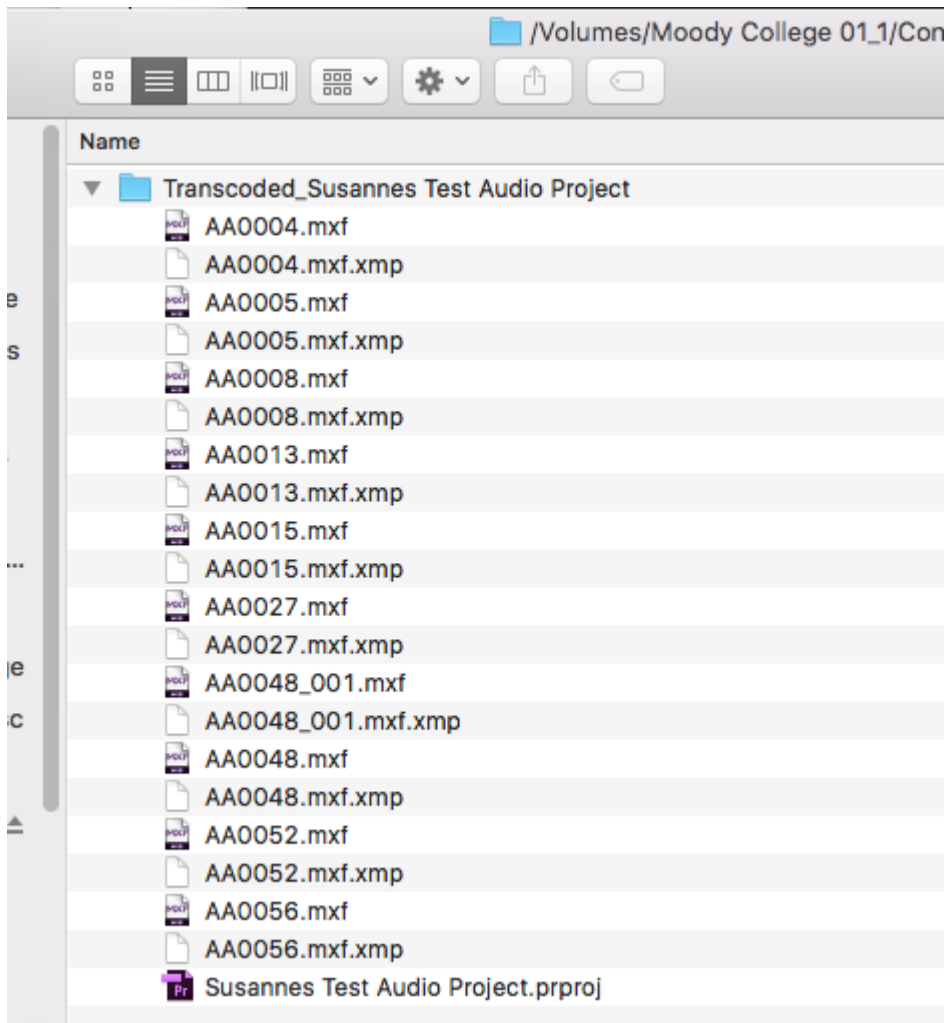 /Volumes/Moody College 01_1/Con
Name
Transcoded_Susannes Test Audio Project
AA0004.mxf
AA0004.mxf.xmp
e
AA0005.mxf
s
AA0005.mxf.xmp
AA0008.mxf
AA0008.mxf.xmp
AA0013.mxf
AA0013.mxf.xmp
AA0015.mxf
...
AA0015.mxf.xmp
AA0027.mxf
AA0027.mxf.xmp
ge
AA0048_001.mxf
sc
AA0048_001.mxf.xmp
AA0048.mxf
AA0048.mxf.xmp
AA0052.mxf
AA0052.mxf.xmp
AA0056.mxf
AA0056.mxf.xmp
Pr Susannes Test Audio Project.prproj